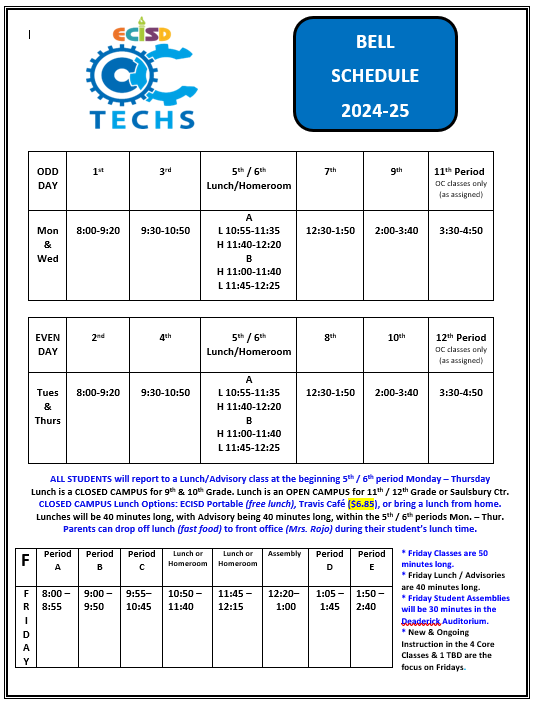 ECISD
OC
TECHS
BELL
SCHEDULE
2024-25
ODD DAY | 1st | 3rd | 5th / 6th Lunch/Homeroom | 7th | 9th | 11th Period OC classes only (as assigned)
Mon & Wed | 8:00-9:20 | 9:30-10:50 | A L 10:55-11:35 H 11:40-12:20 B H 11:00-11:40 L 11:45-12:25 | 12:30-1:50 | 2:00-3:40 | 3:30-4:50
EVEN DAY | 2nd | 4th | 5th / 6th Lunch/Homeroom | 8th | 10th | 12th Period OC classes only (as assigned)
Tues & Thurs | 8:00-9:20 | 9:30-10:50 | A L 10:55-11:35 H 11:40-12:20 B H 11:00-11:40 L 11:45-12:25 | 12:30-1:50 | 2:00-3:40 | 3:30-4:50
ALL STUDENTS will report to a Lunch/Advisory class at the beginning 5th / 6th period Monday – Thursday
Lunch is a CLOSED CAMPUS for 9th & 10th Grade. Lunch is an OPEN CAMPUS for 11th / 12th Grade or Saulsbury Ctr.
CLOSED CAMPUS Lunch Options: ECISD Portable (free lunch), Travis Café ($6.85), or bring a lunch from home.
Lunches will be 40 minutes long, with Advising being 40 minutes long, within the 5th / 6th periods Mon. – Thur.
Parents can drop off lunch (fast food) to front office (Mrs. Rojo) during their student's lunch time.
F | Period A | Period B | Period C | Lunch or Homeroom | Lunch or Homeroom | Assembly | Period D | Period E
FRIDAY | 8:00 – 8:55 | 9:00 – 9:50 | 9:55– 10:45 | 10:50 – 11:40 | 11:45 – 12:15 | 12:20– 1:00 | 1:05 – 1:45 | 1:50 – 2:40
* Friday Classes are 50
minutes long.
* Friday Lunch / Advisories
are 40 minutes long.
* Friday Student Assemblies
will be 30 minutes in the
Deaderick Auditorium.
* New & Ongoing
Instruction in the 4 Core
Classes & 1 TBD are the
focus on Fridays.